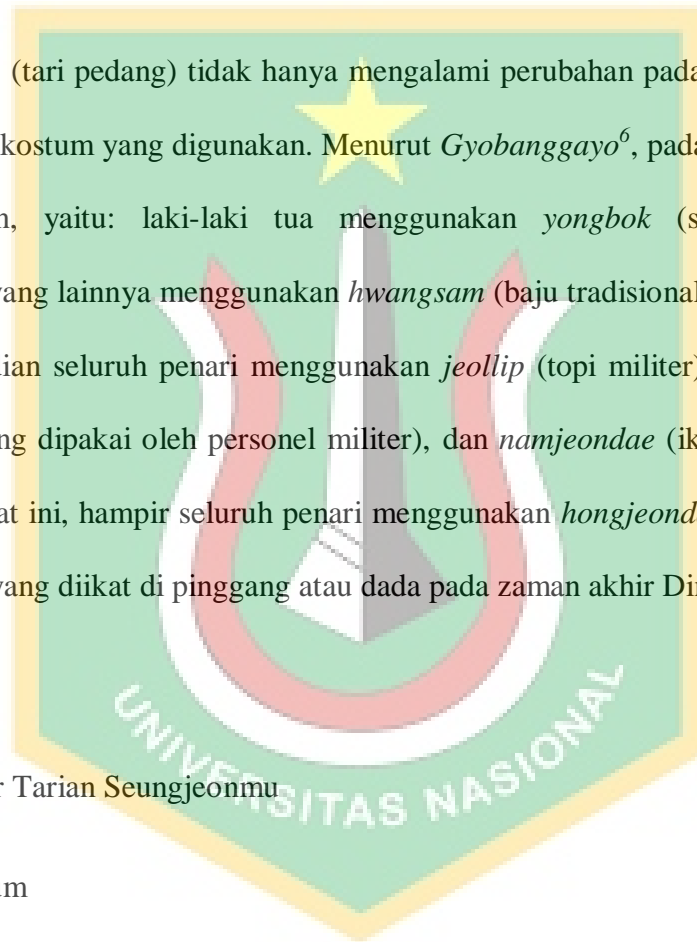 (tari pedang) tidak hanya mengalami perubahan pada
kostum yang digunakan. Menurut Gyobanggayo⁶, pada
yaitu: laki-laki tua menggunakan yongbok (s
yang lainnya menggunakan hwangsam (baju tradisional
ian seluruh penari menggunakan jeollip (topi militer)
ng dipakai oleh personel militer), dan namjeondae (ik
at ini, hampir seluruh penari menggunakan hongjeond
yang diikat di pinggang atau dada pada zaman akhir Di
UNIVERSITAS NASIONAL
r Tarian Seungjeonmu
um